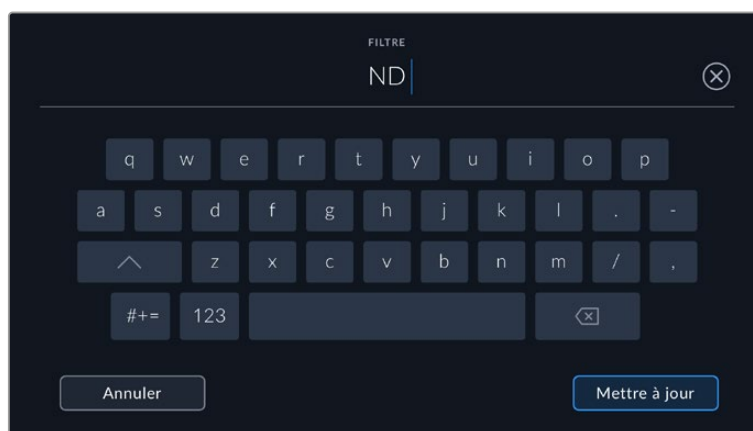 FILTRE
ND
q w e r t y u i o p
a s d f g h j k l . -
z x c v b n m / ,
#+= 123
Annuler Mettre à jour